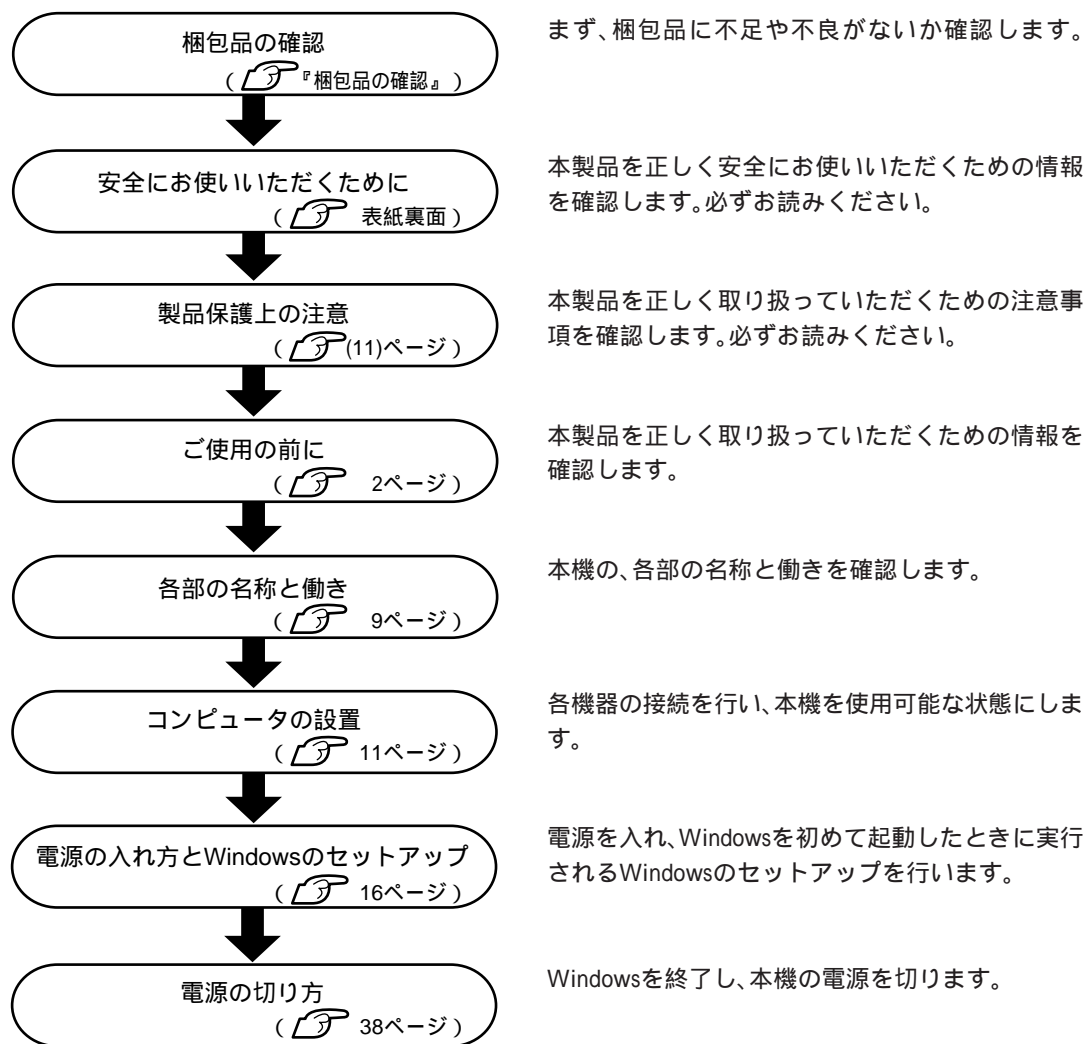 梱包品の確認
(『梱包品の確認』)
まず、梱包品に不足や不良がないか確認します。
安全にお使いいただくために
(表紙裏面)
本製品を正しく安全にお使いいただくための情報
を確認します。必ずお読みください。
製品保護上の注意
((11)ページ)
本製品を正しく取り扱っていただくための注意事
項を確認します。必ずお読みください。
ご使用の前に
(2ページ)
本製品を正しく取り扱っていただくための情報を
確認します。
各部の名称と働き
(9ページ)
本機の、各部の名称と働きを確認します。
コンピュータの設置
(11ページ)
各機器の接続を行い、本機を使用可能な状態にしま
す。
電源の入れ方とWindowsのセットアップ
(16ページ)
電源を入れ、Windowsを初めて起動したときに実行
されるWindowsのセットアップを行います。
電源の切り方
(38ページ)
Windowsを終了し、本機の電源を切ります。